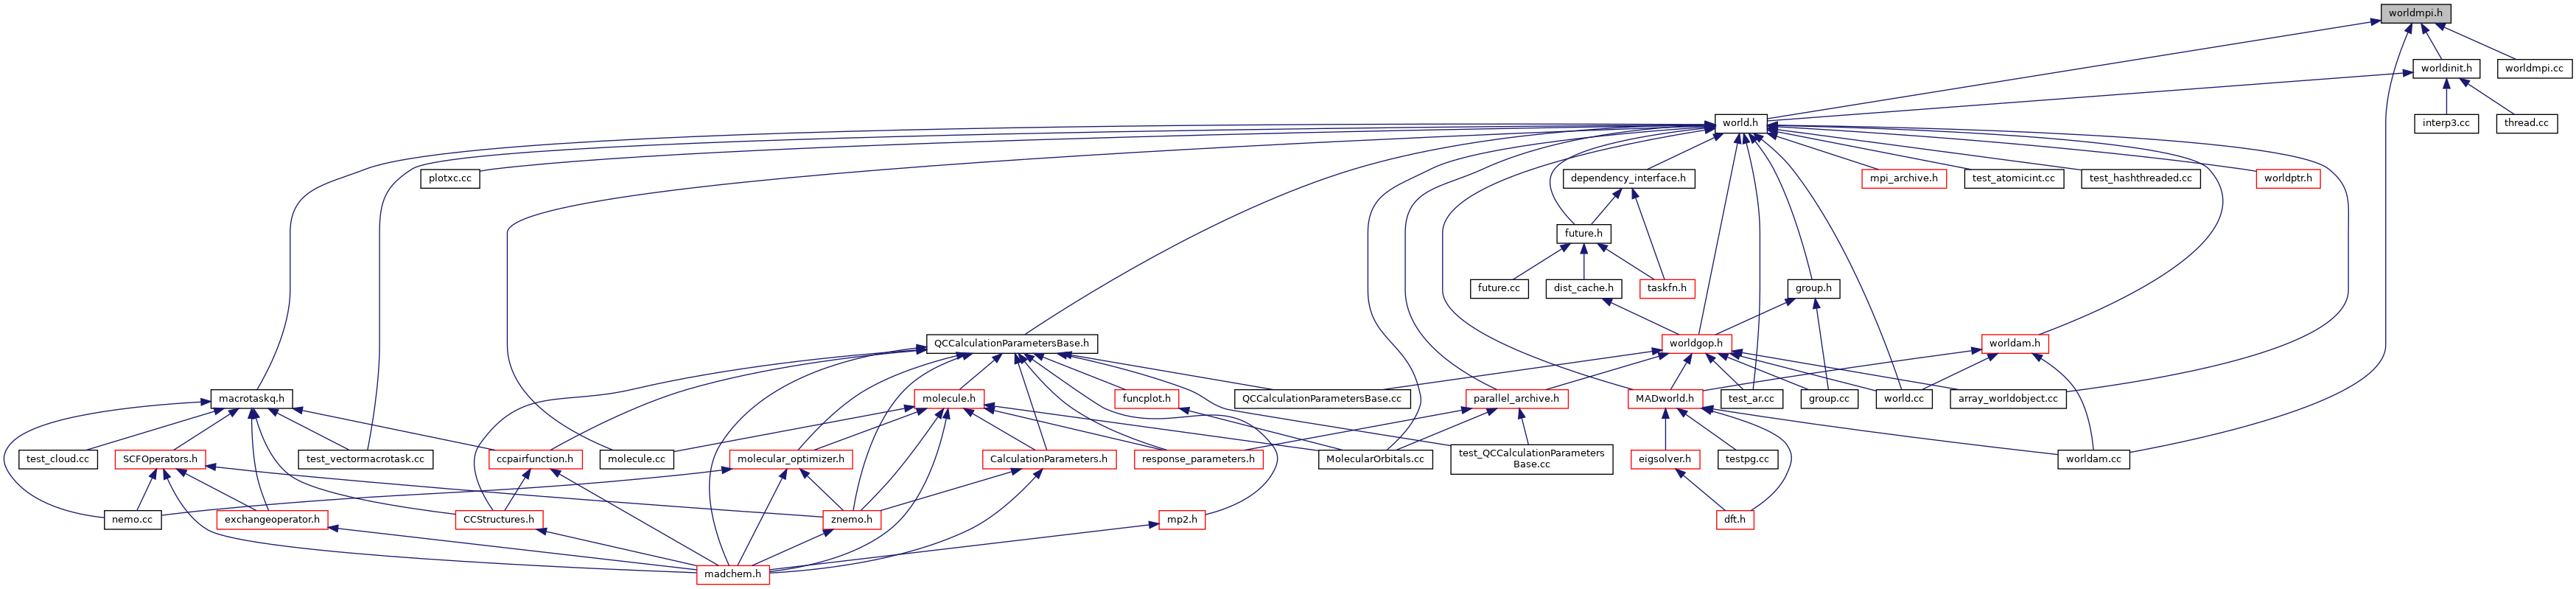 worldmpi.h
worldinit.h
worldmpi.cc
world.h
interp3.cc
thread.cc
plotxc.cc
dependency_interface.h
mpi_archive.h
test_atomicint.cc
test_hashthreaded.cc
worldptr.h
future.h
future.cc
dist_cache.h
taskfn.h
group.h
QCCalculationParametersBase.h
worldgop.h
worldam.h
macrotaskq.h
molecule.h
funcplot.h
QCCalculationParametersBase.cc
parallel_archive.h
MADworld.h
test_ar.cc
group.cc
world.cc
array_worldobject.cc
test_cloud.cc
SCFOperators.h
test_vectormacrotask.cc
ccpairfunction.h
molecule.cc
molecular_optimizer.h
CalculationParameters.h
response_parameters.h
MolecularOrbitals.cc
test_QCCalculationParameters
Base.cc
eigsolver.h
testpg.cc
worldam.cc
nemo.cc
exchangeoperator.h
CCStructures.h
znemo.h
mp2.h
dft.h
madchem.h